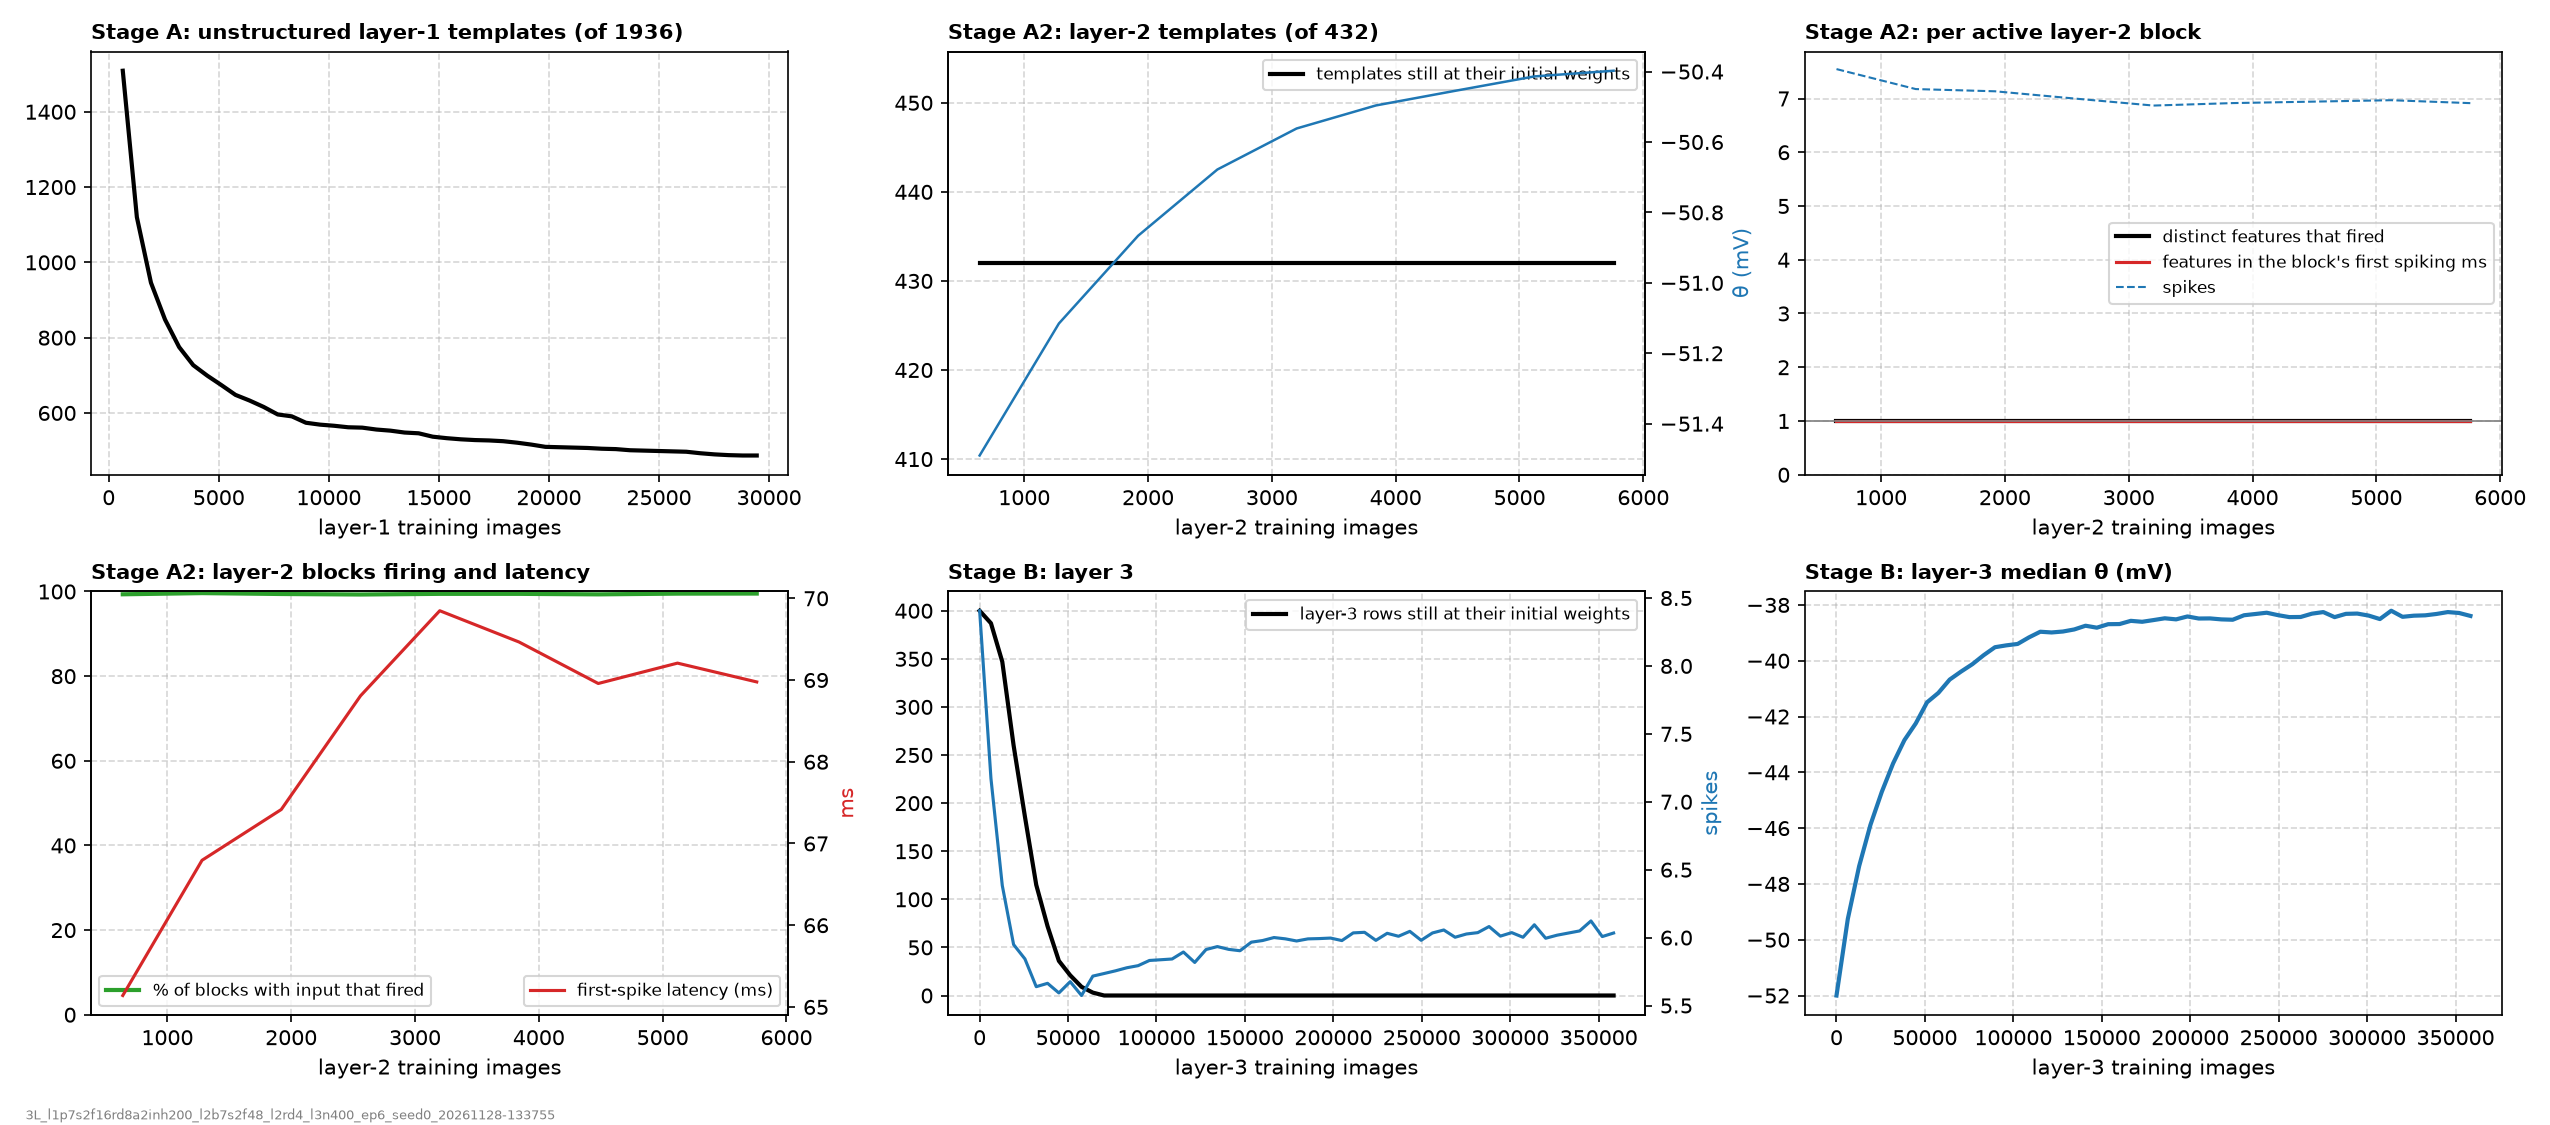 Stage A: unstructured layer-1 templates (of 1936)
1400
1200
1000
800
600
0 5000 10000 15000 20000 25000 30000
layer-1 training images
Stage A2: layer-2 templates (of 432)
templates still at their initial weights
450
440
430
420
410
−50.4
−50.6
−50.8
−51.0
−51.2
−51.4
θ (mV)
1000 2000 3000 4000 5000 6000
layer-2 training images
Stage A2: per active layer-2 block
7
6
5
4
3
2
1
0
distinct features that fired
features in the block's first spiking ms
spikes
1000 2000 3000 4000 5000 6000
layer-2 training images
Stage A2: layer-2 blocks firing and latency
100
80
60
40
20
0
70
69
68
67
66
65
ms
% of blocks with input that fired
first-spike latency (ms)
1000 2000 3000 4000 5000 6000
layer-2 training images
Stage B: layer 3
layer-3 rows still at their initial weights
400
350
300
250
200
150
100
50
0
8.5
8.0
7.5
7.0
6.5
6.0
5.5
spikes
0 50000 100000 150000 200000 250000 300000 350000
layer-3 training images
Stage B: layer-3 median θ (mV)
−38
−40
−42
−44
−46
−48
−50
−52
0 50000 100000 150000 200000 250000 300000 350000
layer-3 training images
3L_l1p7s2f16rd8a2inh200_l2b7s2f48_l2rd4_l3n400_ep6_seed0_20261128-133755